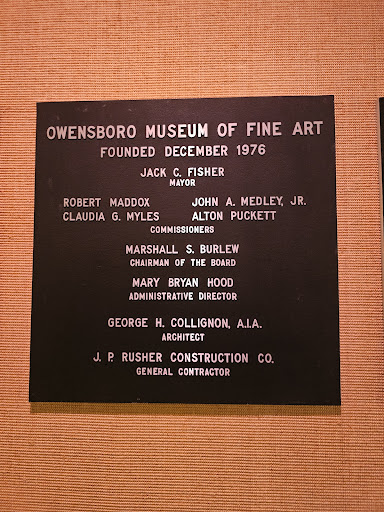 OWENSBORO MUSEUM OF FINE ART
FOUNDED DECEMBER 1976
JACK C. FISHER
MAYOR
ROBERT MADDOX JOHN A. MEDLEY, JR.
CLAUDIA G. MYLES ALTON PUCKETT
COMMISSIONERS
MARSHALL S. BURLEW
CHAIRMAN OF THE BOARD
MARY BRYAN HOOD
ADMINISTRATIVE DIRECTOR
GEORGE H. COLLIGNON, A.I.A.
ARCHITECT
J. P. RUSHER CONSTRUCTION CO.
GENERAL CONTRACTOR